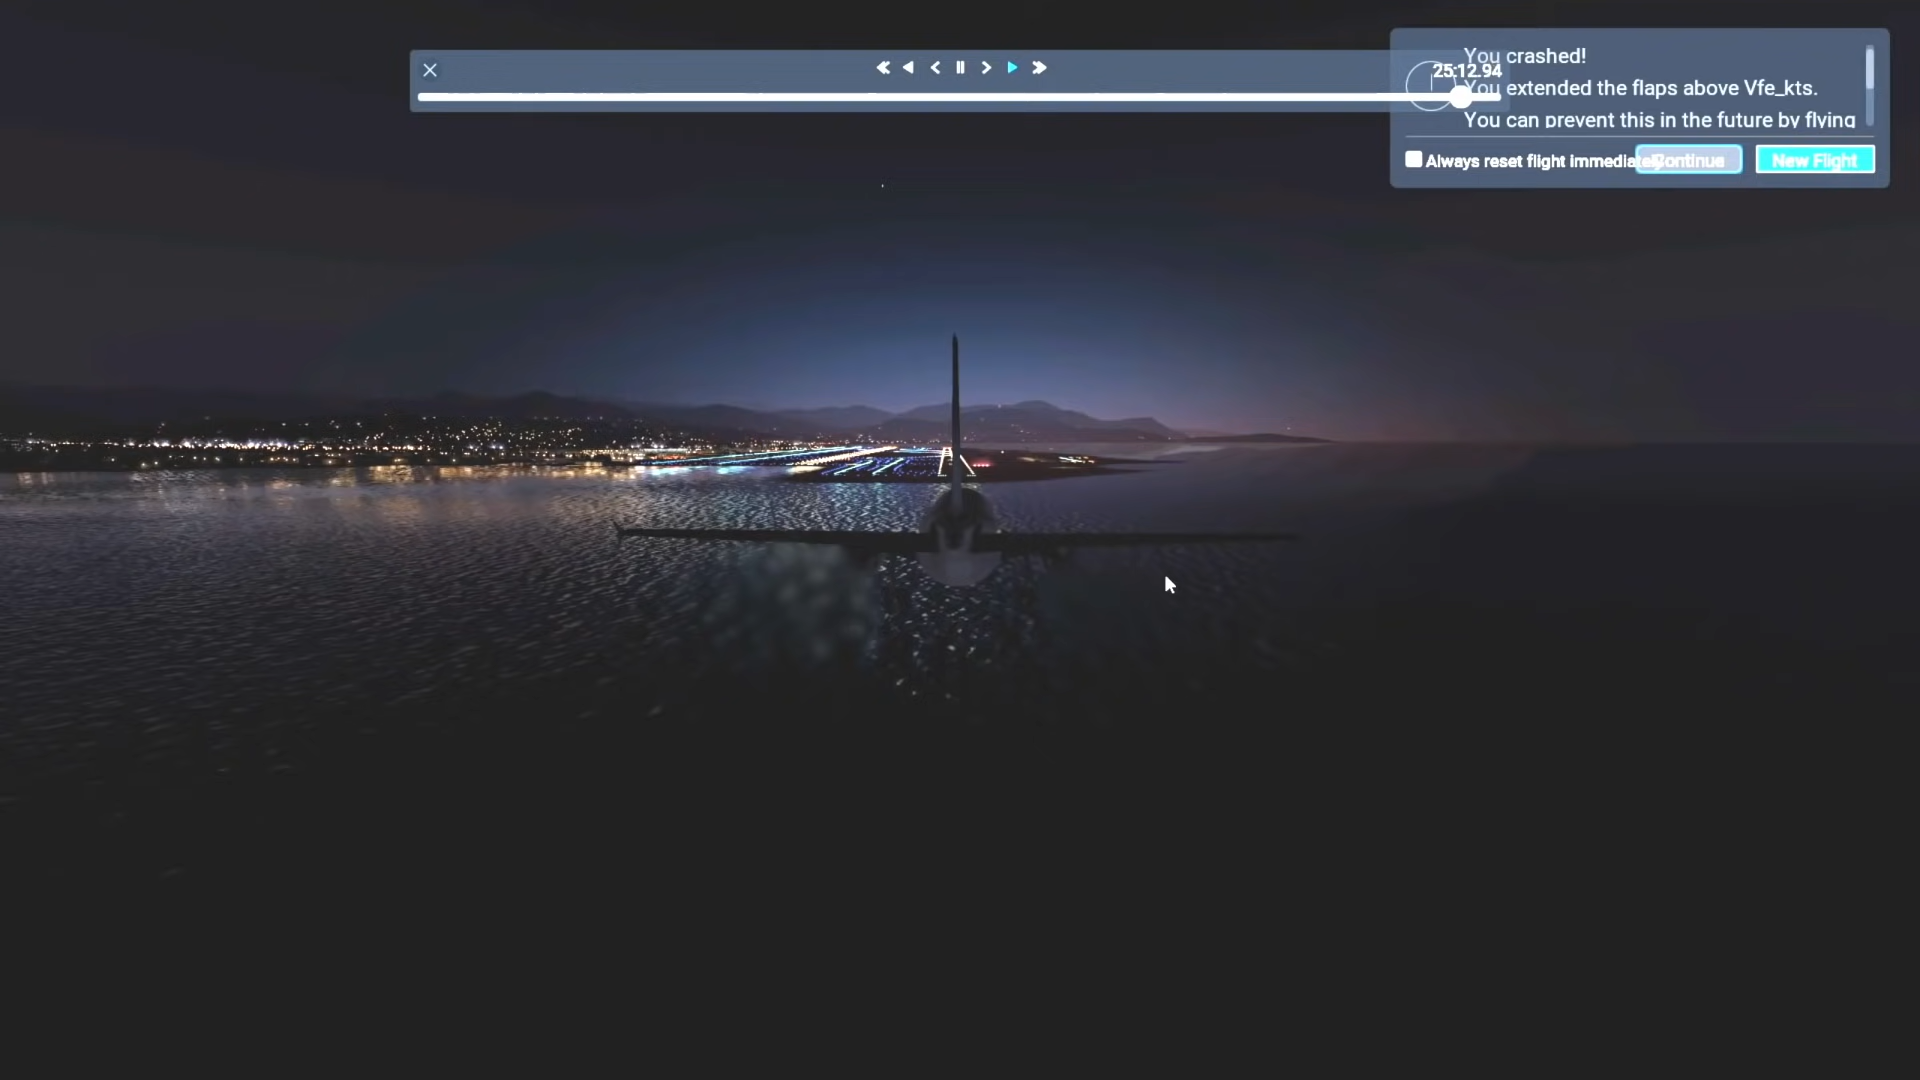 25:12.94
You crashed!
You extended the flaps above Vfe_kts.
You can prevent this in the future by flying
Always reset flight immediately
Continue
New Flight